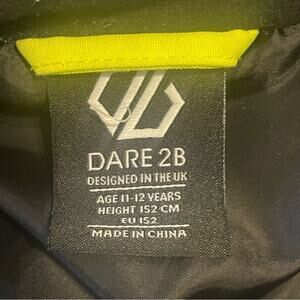 DARE 2B
DESIGNED IN THE UK
AGE 11-12 YEARS
HEIGHT 152 CM
EU 152
MADE IN CHINA